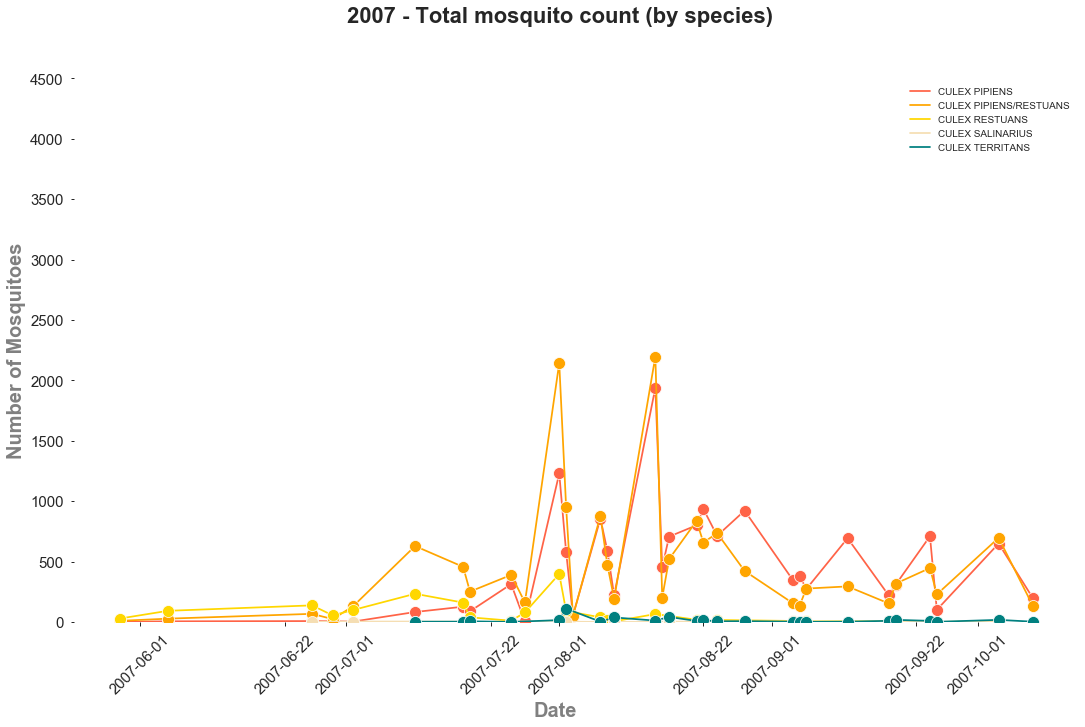 2007 - Total mosquito count (by species)
4500
4000
3500
3000
2500
2000
1500
1000
500
0
Number of Mosquitoes
CULEX PIPIENS
CULEX PIPIENS/RESTUANS
CULEX RESTUANS
CULEX SALINARIUS
CULEX TERRITANS
2007-06-01
2007-06-22
2007-07-01
2007-07-22
2007-08-01
2007-08-22
2007-09-01
2007-09-22
2007-10-01
Date